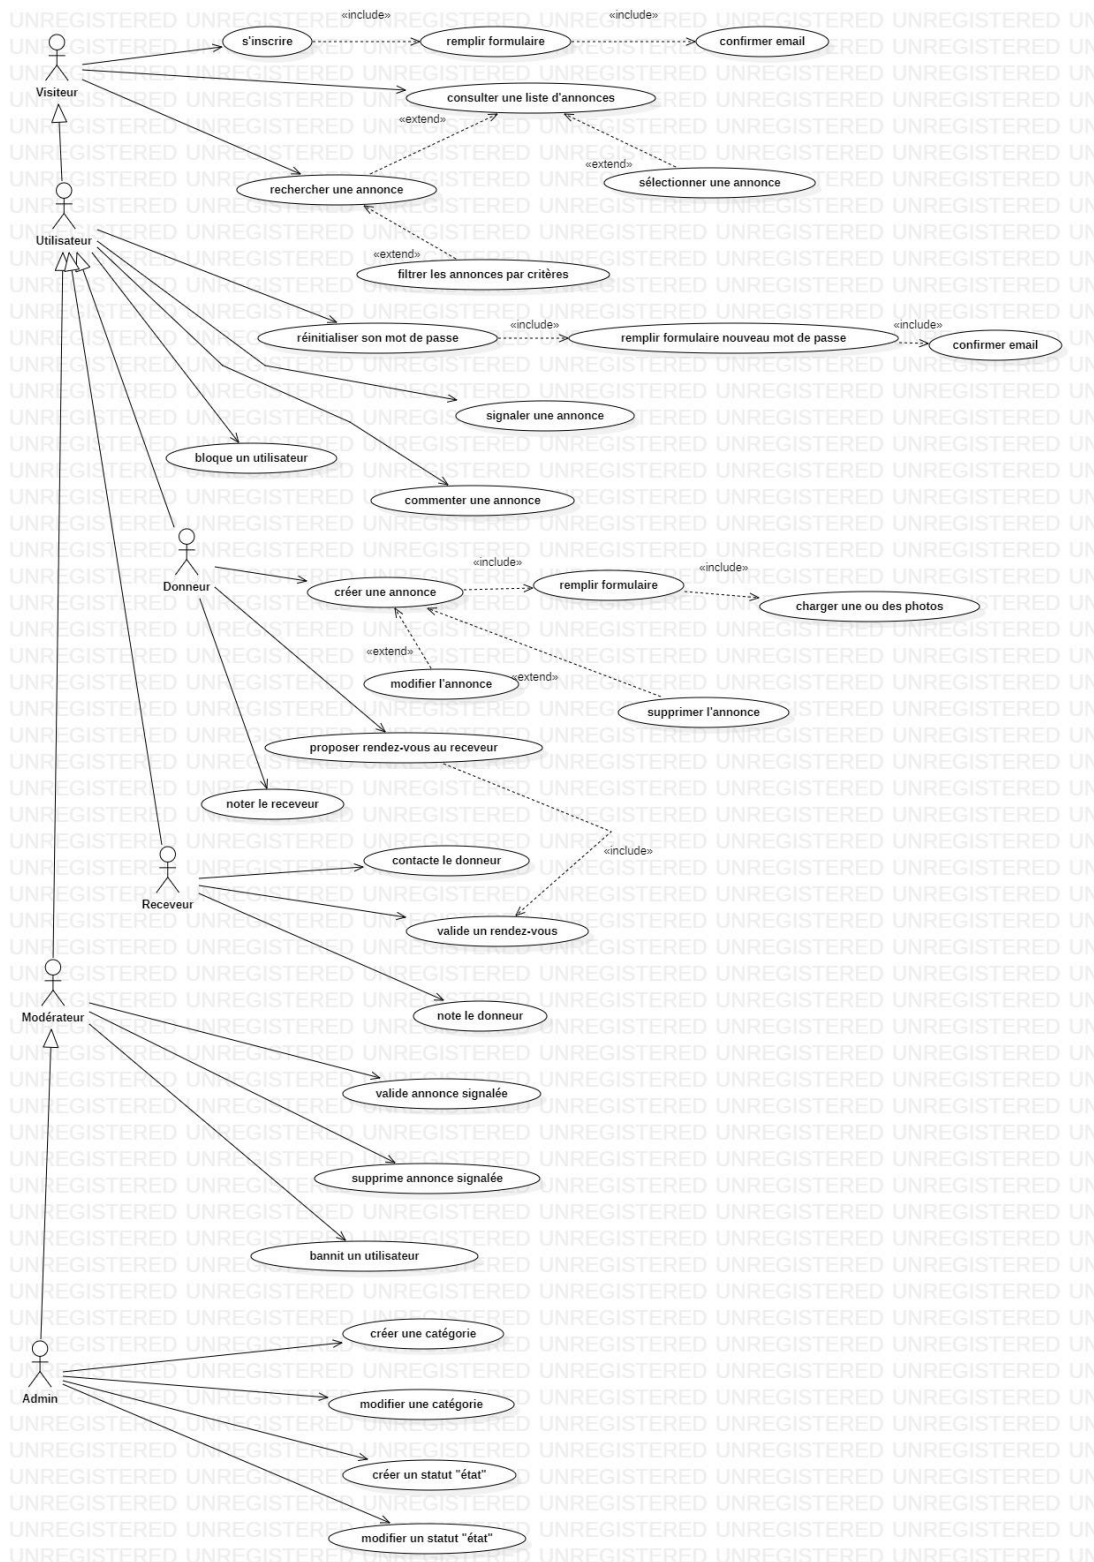 «include»
«include»
s'inscrire
remplir formulaire
confirmer email
Visiteur
consulter une liste d'annonces
«extend»
«extend»
rechercher une annonce
sélectionner une annonce
Utilisateur
«extend»
filtrer les annonces par critères
«include»
«include»
réinitialiser son mot de passe
remplir formulaire nouveau mot de passe
confirmer email
signaler une annonce
bloque un utilisateur
commenter une annonce
«include»
«include»
Donneur
créer une annonce
remplir formulaire
charger une ou des photos
«extend»
«extend»
modifier l'annonce
supprimer l'annonce
proposer rendez-vous au receveur
noter le receveur
«include»
contacte le donneur
Receveur
valide un rendez-vous
note le donneur
Modérateur
valide annonce signalée
supprime annonce signalée
bannit un utilisateur
créer une catégorie
Admin
modifier une catégorie
créer un statut "état"
modifier un statut "état"
UNREGISTERED